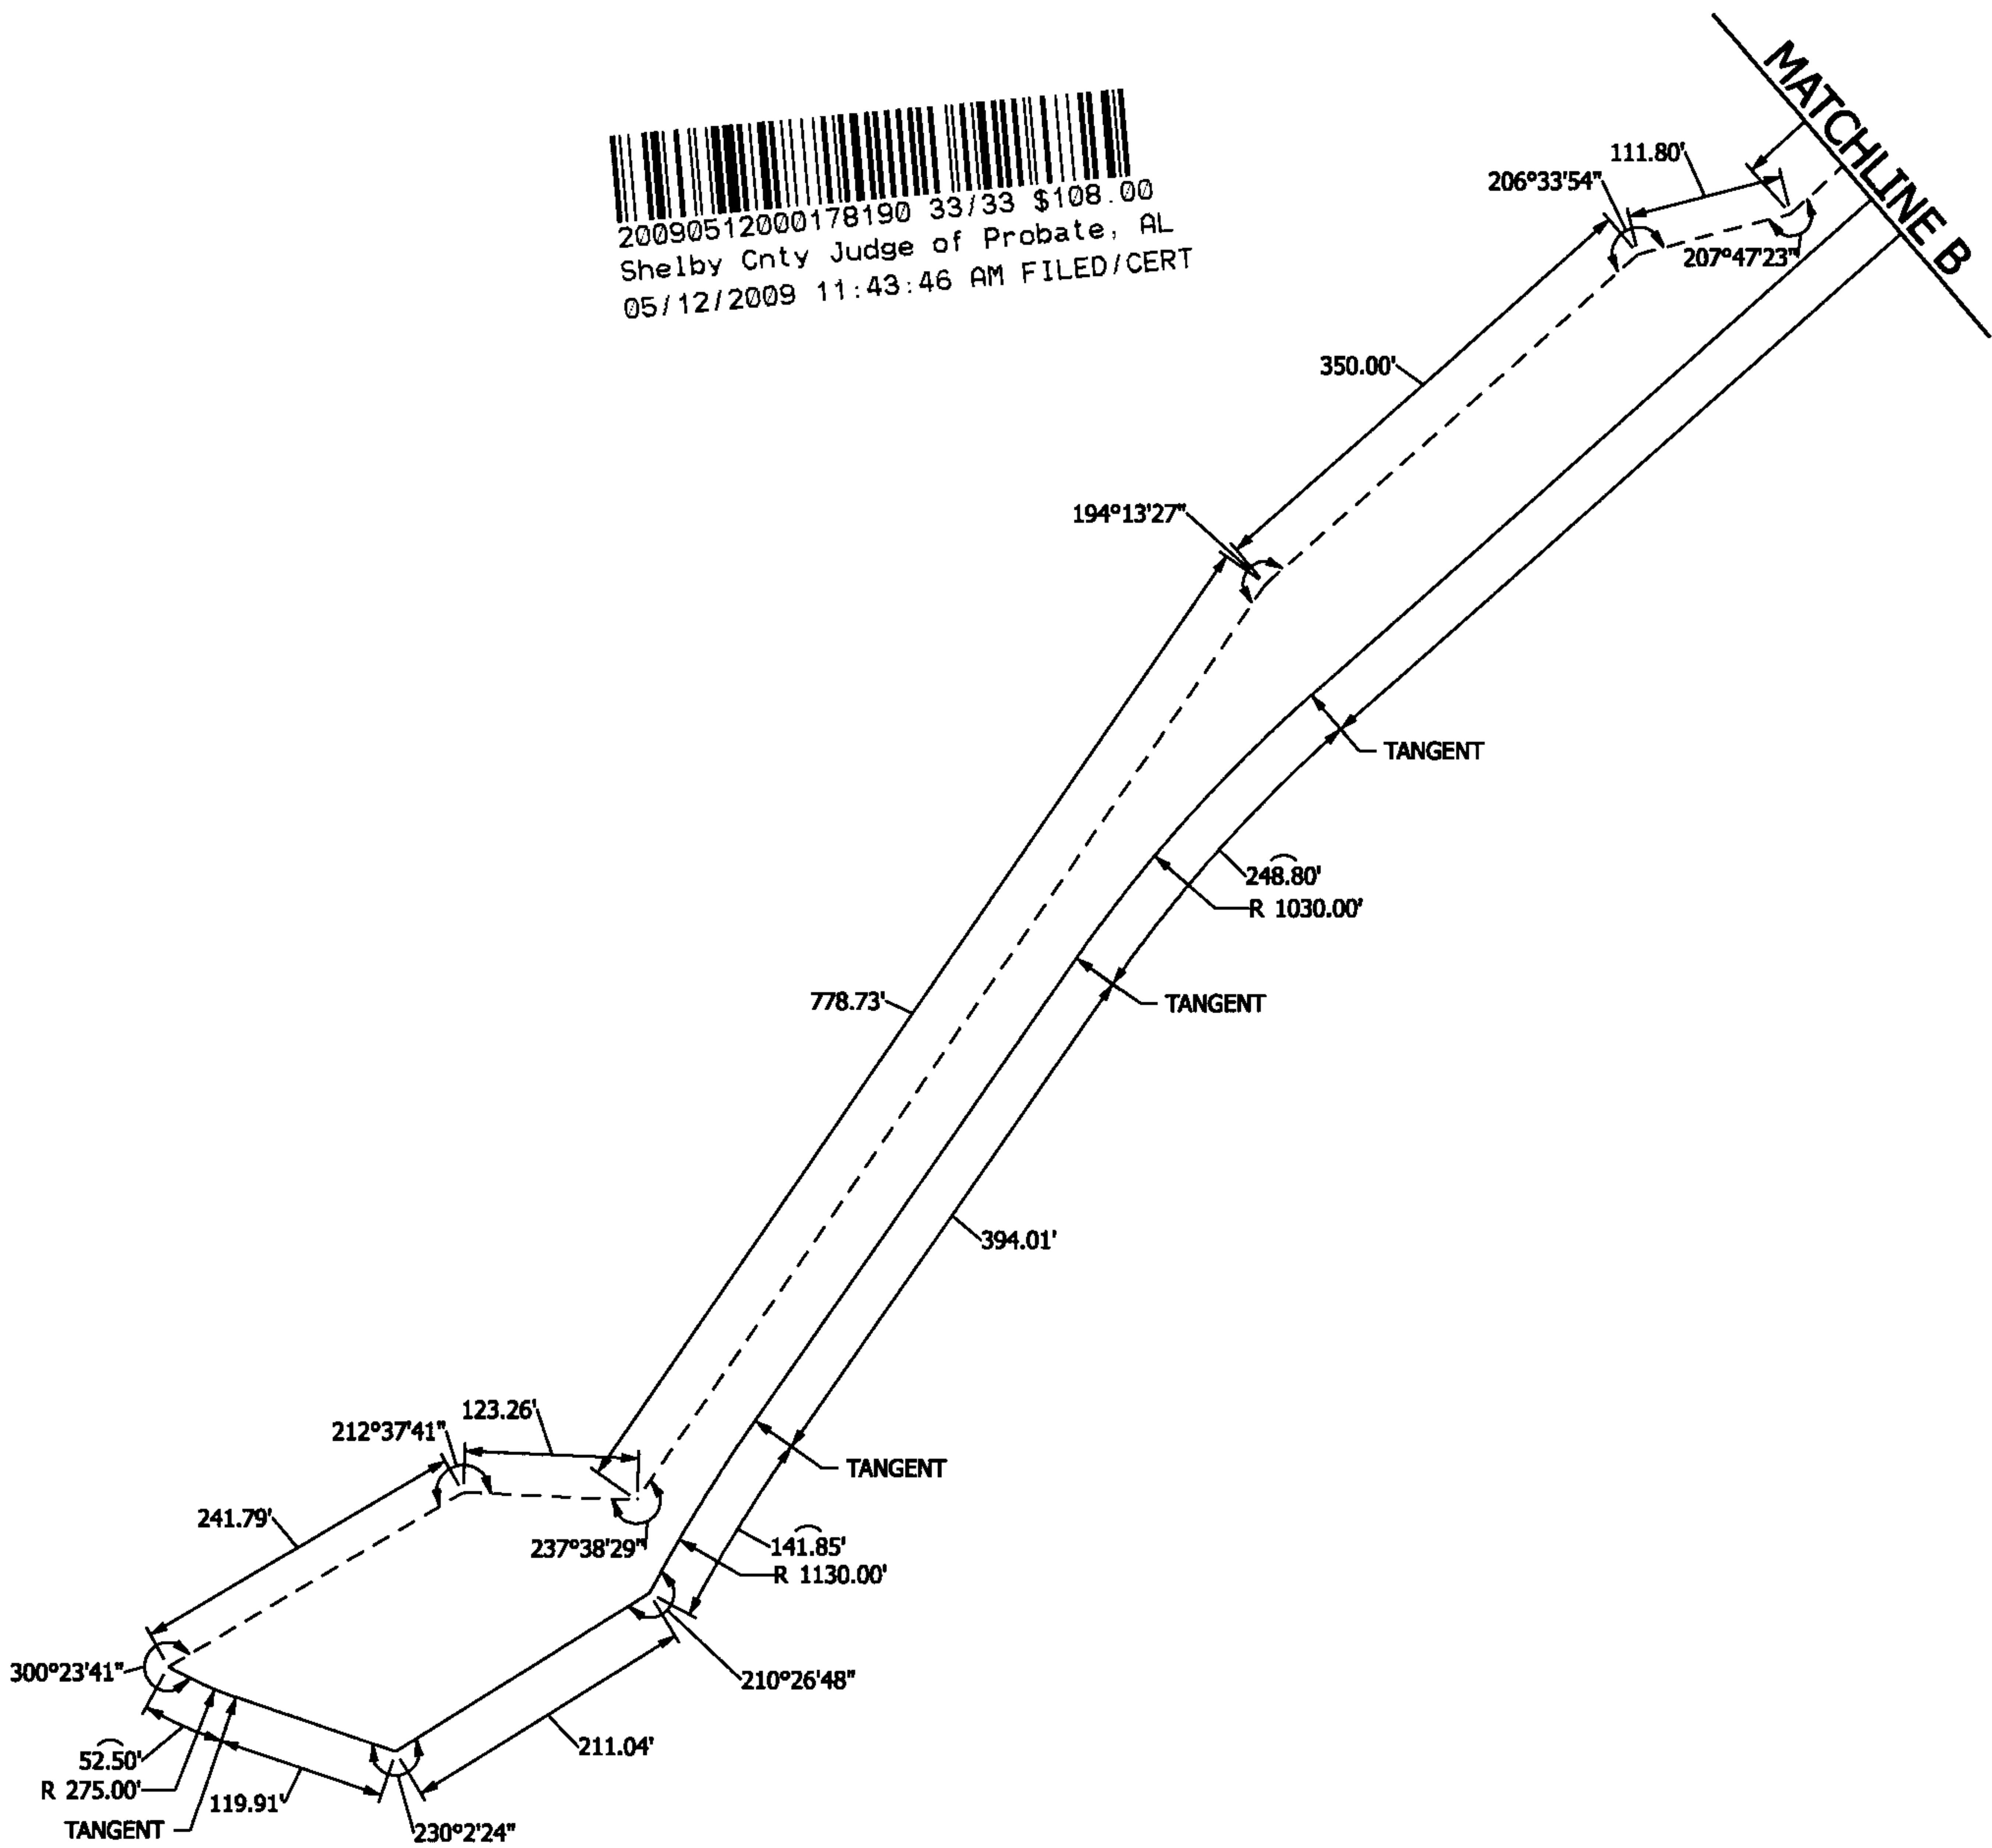 MATCHLINE B
111.80'
206°33'54"
207°47'23"
20090512000178190 33/33 $108.00
Shelby Cnty Judge of Probate, AL
05/12/2009 11:43:46 AM FILED/CERT
350.00'
194°13'27"
TANGENT
248.80'
R 1030.00'
778.73'
TANGENT
394.01'
123.26'
212°37'41"
TANGENT
241.79'
237°38'29"
141.85'
R 1130.00'
300°23'41"
210°26'48"
211.04'
52.50'
R 275.00'
119.91'
TANGENT
230°2'24"